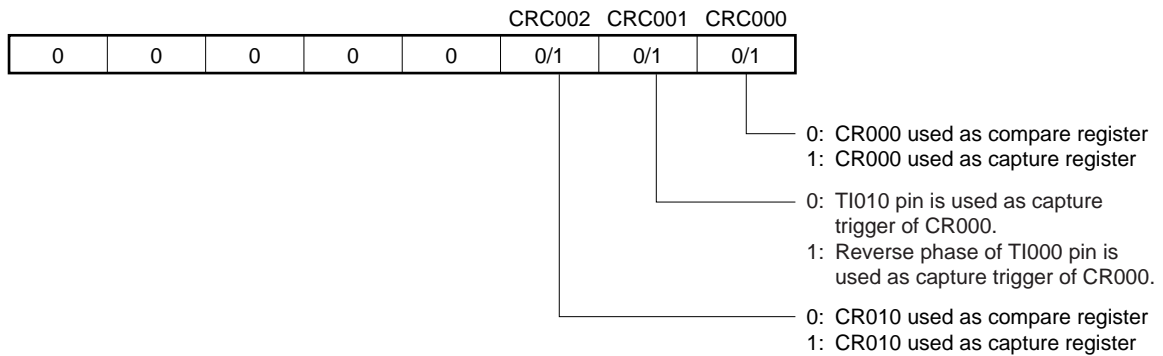 CRC002 CRC001 CRC000
0 0 0 0 0 0/1 0/1 0/1
0: CR000 used as compare register
1: CR000 used as capture register
0: TI010 pin is used as capture
trigger of CR000.
1: Reverse phase of TI000 pin is
used as capture trigger of CR000.
0: CR010 used as compare register
1: CR010 used as capture register